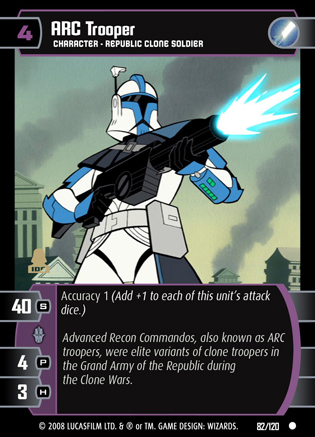 4 ARC Trooper
CHARACTER - REPUBLIC CLONE SOLDIER
40 S
4 P
3 H
Accuracy 1 (Add +1 to each of this unit's attack
dice.)
Advanced Recon Commandos, also known as ARC
troopers, were elite variants of clone troopers in
the Grand Army of the Republic during
the Clone Wars.
© 2008 LUCASFILM LTD. & ® or TM. GAME DESIGN: WIZARDS. 82/120